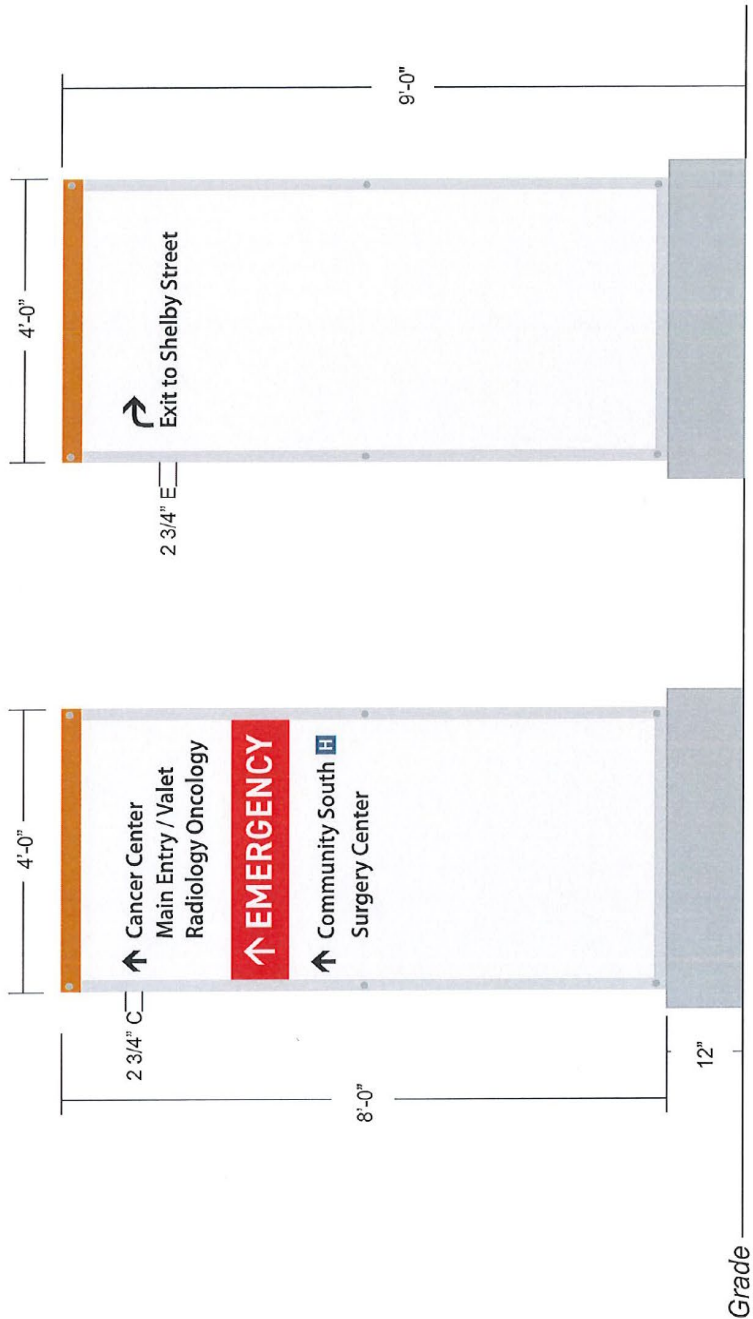 4'-0"
4'-0"
2 3/4" C
↑ Cancer Center
Main Entry / Valet
Radiology Oncology
↑ EMERGENCY
↑ Community South H
Surgery Center
8'-0"
12"
2 3/4" E
Exit to Shelby Street
9'-0"
Grade